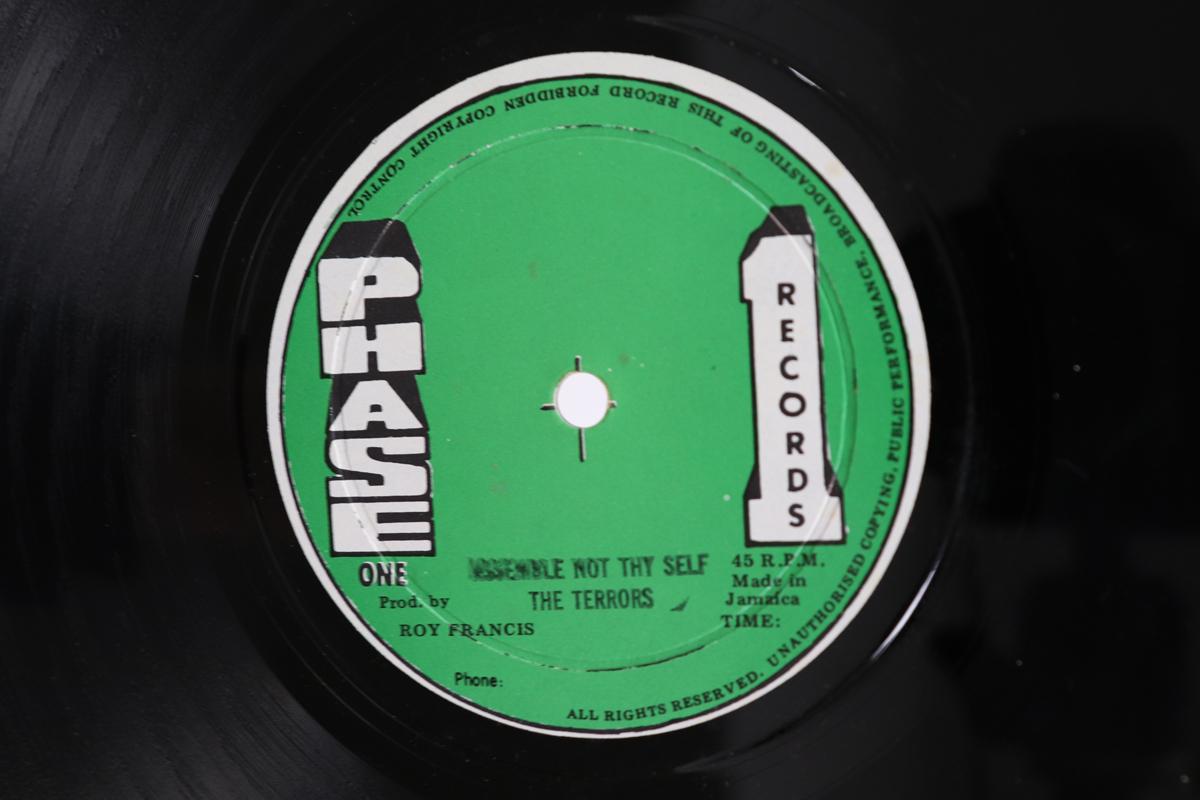 PHASE
ONE
RECORDS
ASSEMBLE NOT THY SELF
THE TERRORS
Prod. by
ROY FRANCIS
Phone:
45 R.P.M.
Made in
Jamaica
TIME:
ALL RIGHTS RESERVED. UNAUTHORISED COPYING, PUBLIC PERFORMANCE, BROADCASTING OF THIS RECORD FORBIDDEN COPYRIGHT CONTROL